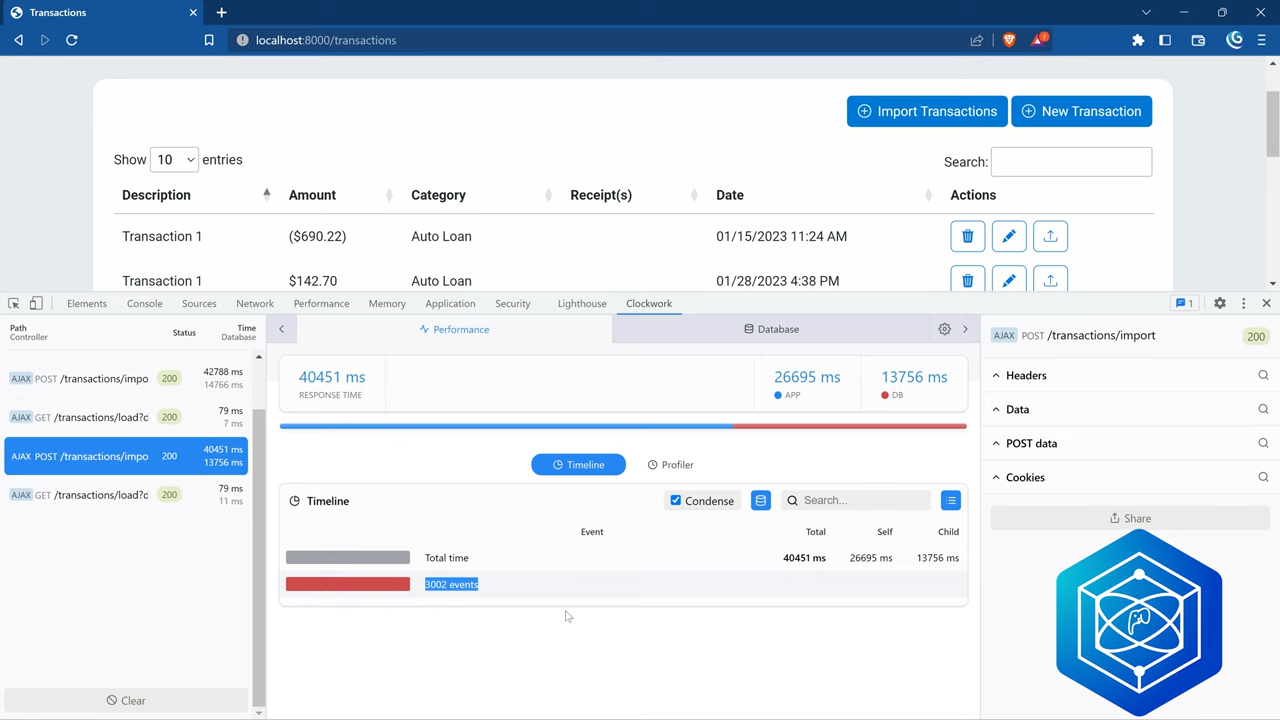 Transactions
localhost:8000/transactions
7
Import Transactions New Transaction
Show 10 entries Search:
Description Amount Category Receipt(s) Date Actions
Transaction 1 ($690.22) Auto Loan 01/15/2023 11:24 AM
Transaction 1 $142.70 Auto Loan 01/28/2023 4:38 PM
Elements Console Sources Network Performance Memory Application Security Lighthouse Clockwork 1
Path
Controller
Status
Time
Database
AJAX POST /transactions/impo 200 42788 ms
14766 ms
AJAX GET /transactions/load?c 200 79 ms
7 ms
AJAX POST /transactions/impo 200 40451 ms
13756 ms
AJAX GET /transactions/load?c 200 79 ms
11 ms
Clear
Performance Database
40451 ms
RESPONSE TIME
26695 ms
APP
13756 ms
DB
Timeline Profiler
Timeline Condense Search...
Event Total Self Child
Total time 40451 ms 26695 ms 13756 ms
3002 events
AJAX POST /transactions/import 200
Headers
Data
POST data
Cookies
Share